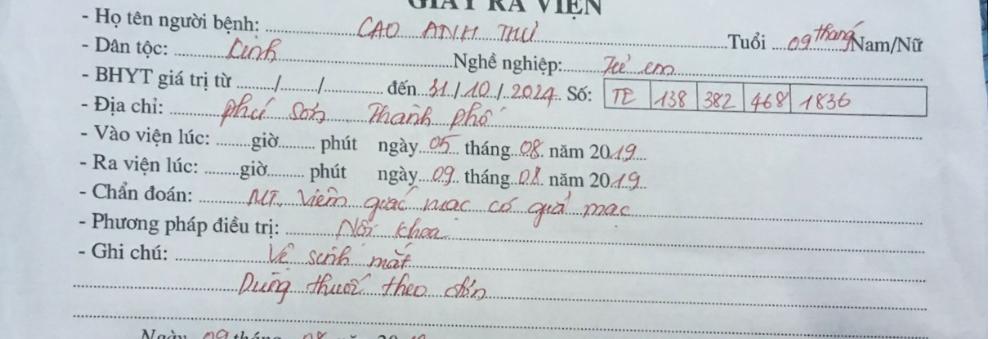 GIẤY RA VIỆN
- Họ tên người bệnh: CAO ANH THƯ Tuổi 09 tháng Nam/Nữ
- Dân tộc: Kinh Nghề nghiệp: Trẻ em
- BHYT giá trị từ ......./......./....... đến 31/10/2024 Số: TE 138 382 468 1836
- Địa chỉ: Phú Sơn Thanh phố
- Vào viện lúc: .......giờ....... phút ngày 05 tháng 08 năm 2019
- Ra viện lúc: .......giờ....... phút ngày 09 tháng 08 năm 2019
- Chẩn đoán: MT viêm giác mạc có giả mạc
- Phương pháp điều trị: Nội khoa
- Ghi chú: Vệ sinh mắt
Dùng thuốc theo đơn
Ngày 09 tháng 08